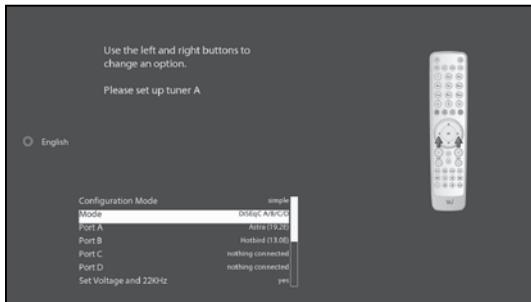 Use the left and right buttons to
change an option.
Please set up tuner A
English
Configuration Mode simple
Mode DiSEqC A/B/C/D
Port A Astra (19.2E)
Port B Hotbird (13.0E)
Port C nothing connected
Port D nothing connected
Set Voltage and 22KHz yes